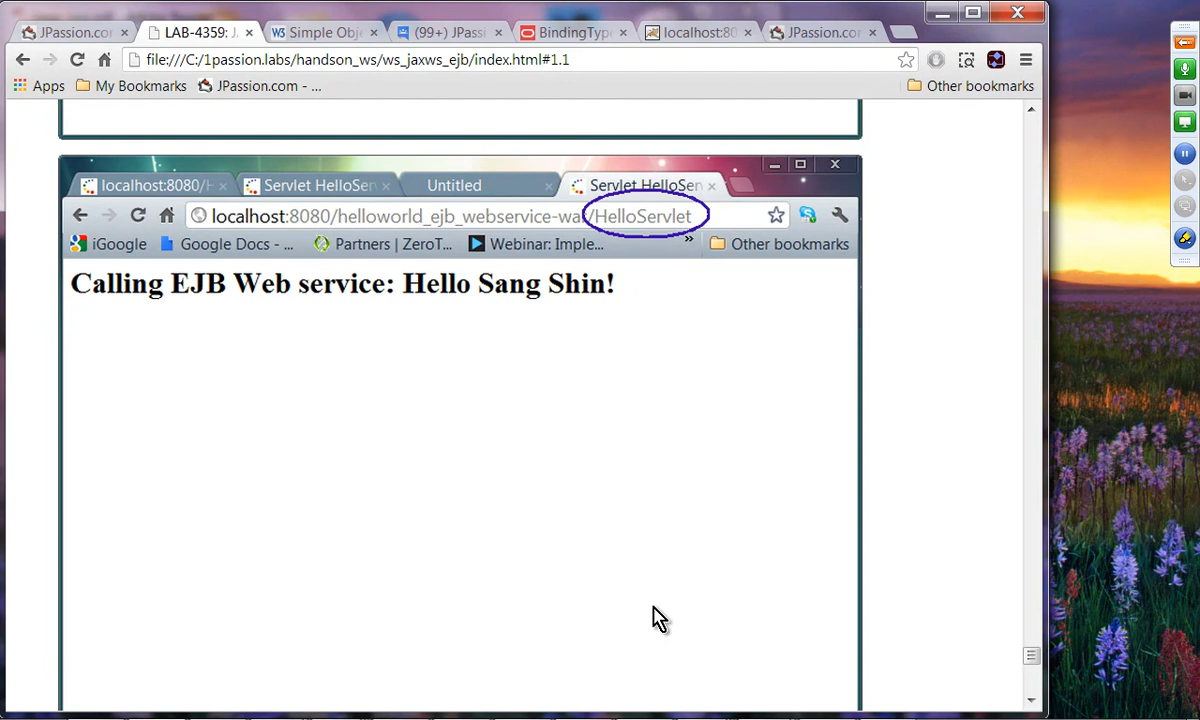 JPassion.co
LAB-4359: J
Simple Obje
(99+) JPassi
BindingType
localhost:80
JPassion.co
file:///C:/1passion.labs/handson_ws/ws_jaxws_ejb/index.html#1.1
Apps My Bookmarks JPassion.com - ... Other bookmarks
localhost:8080/H
Servlet HelloSer
Untitled
Servlet HelloSer
localhost:8080/helloworld_ejb_webservice-war/HelloServlet
iGoogle Google Docs - ... Partners | ZeroT... Webinar: Imple... » Other bookmarks
Calling EJB Web service: Hello Sang Shin!